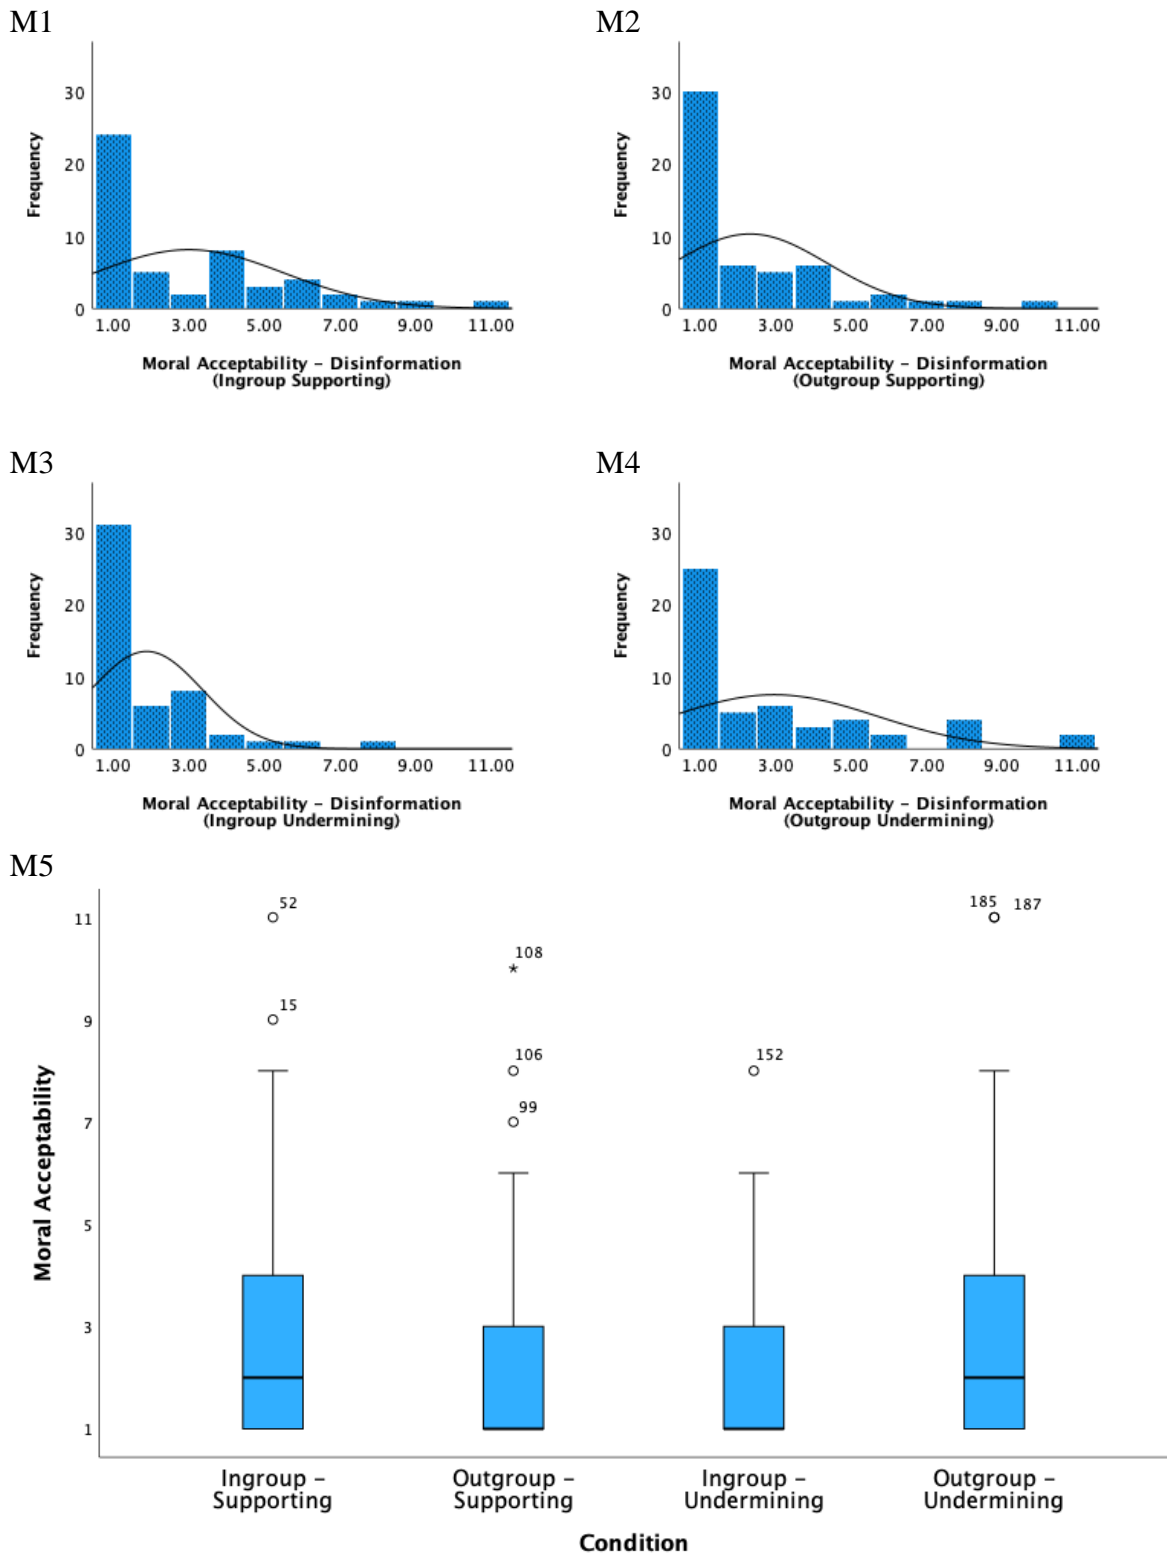 M1
Frequency
30
20
10
0
1.00 3.00 5.00 7.00 9.00 11.00
Moral Acceptability – Disinformation
(Ingroup Supporting)
M2
Frequency
30
20
10
0
1.00 3.00 5.00 7.00 9.00 11.00
Moral Acceptability – Disinformation
(Outgroup Supporting)
M3
Frequency
30
20
10
0
1.00 3.00 5.00 7.00 9.00 11.00
Moral Acceptability – Disinformation
(Ingroup Undermining)
M4
Frequency
30
20
10
0
1.00 3.00 5.00 7.00 9.00 11.00
Moral Acceptability – Disinformation
(Outgroup Undermining)
M5
Moral Acceptability
11
9
7
5
3
1
52
15
108
106
99
152
185 187
Ingroup –
Supporting
Outgroup –
Supporting
Ingroup –
Undermining
Outgroup –
Undermining
Condition